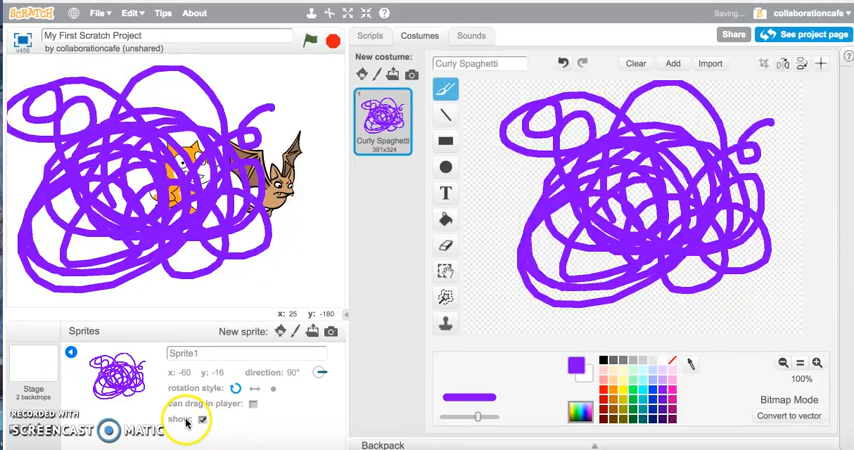 SCRATCH File Edit Tips About Saving... collaborationcafe
My First Scratch Project
by collaborationcafe (unshared)
v456
Scripts Costumes Sounds Share See project page
New costume:
Curly Spaghetti Clear Add Import
1
Curly Spaghetti
391x324
T
x: 25 y: -180
Sprites New sprite:
Sprite1
x: -60 y: -16 direction: 90°
rotation style:
can drag in player:
show:
Stage
2 backdrops
RECORDED WITH
SCREENCAST MATIC
100%
Bitmap Mode
Convert to vector
Backpack